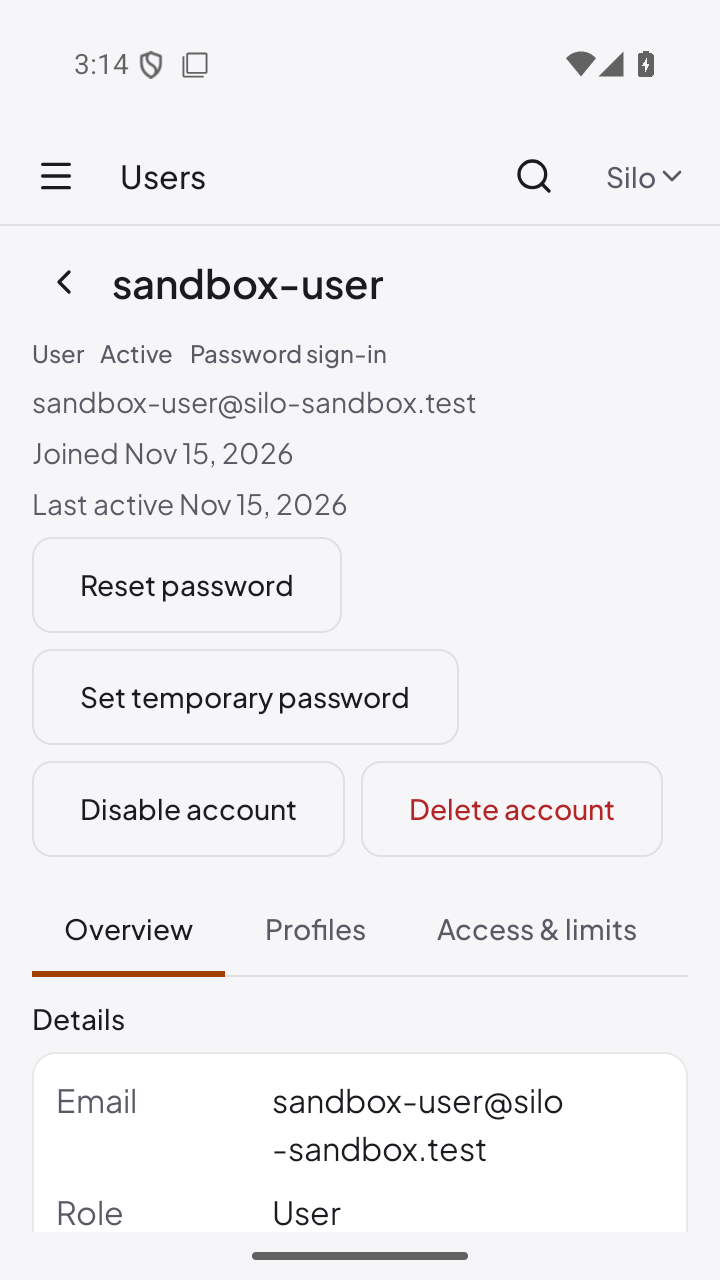 3:14
Users
Silo
sandbox-user
User Active Password sign-in
sandbox-user@silo-sandbox.test
Joined Nov 15, 2026
Last active Nov 15, 2026
Reset password
Set temporary password
Disable account Delete account
Overview Profiles Access & limits
Details
Email sandbox-user@silo
-sandbox.test
Role User